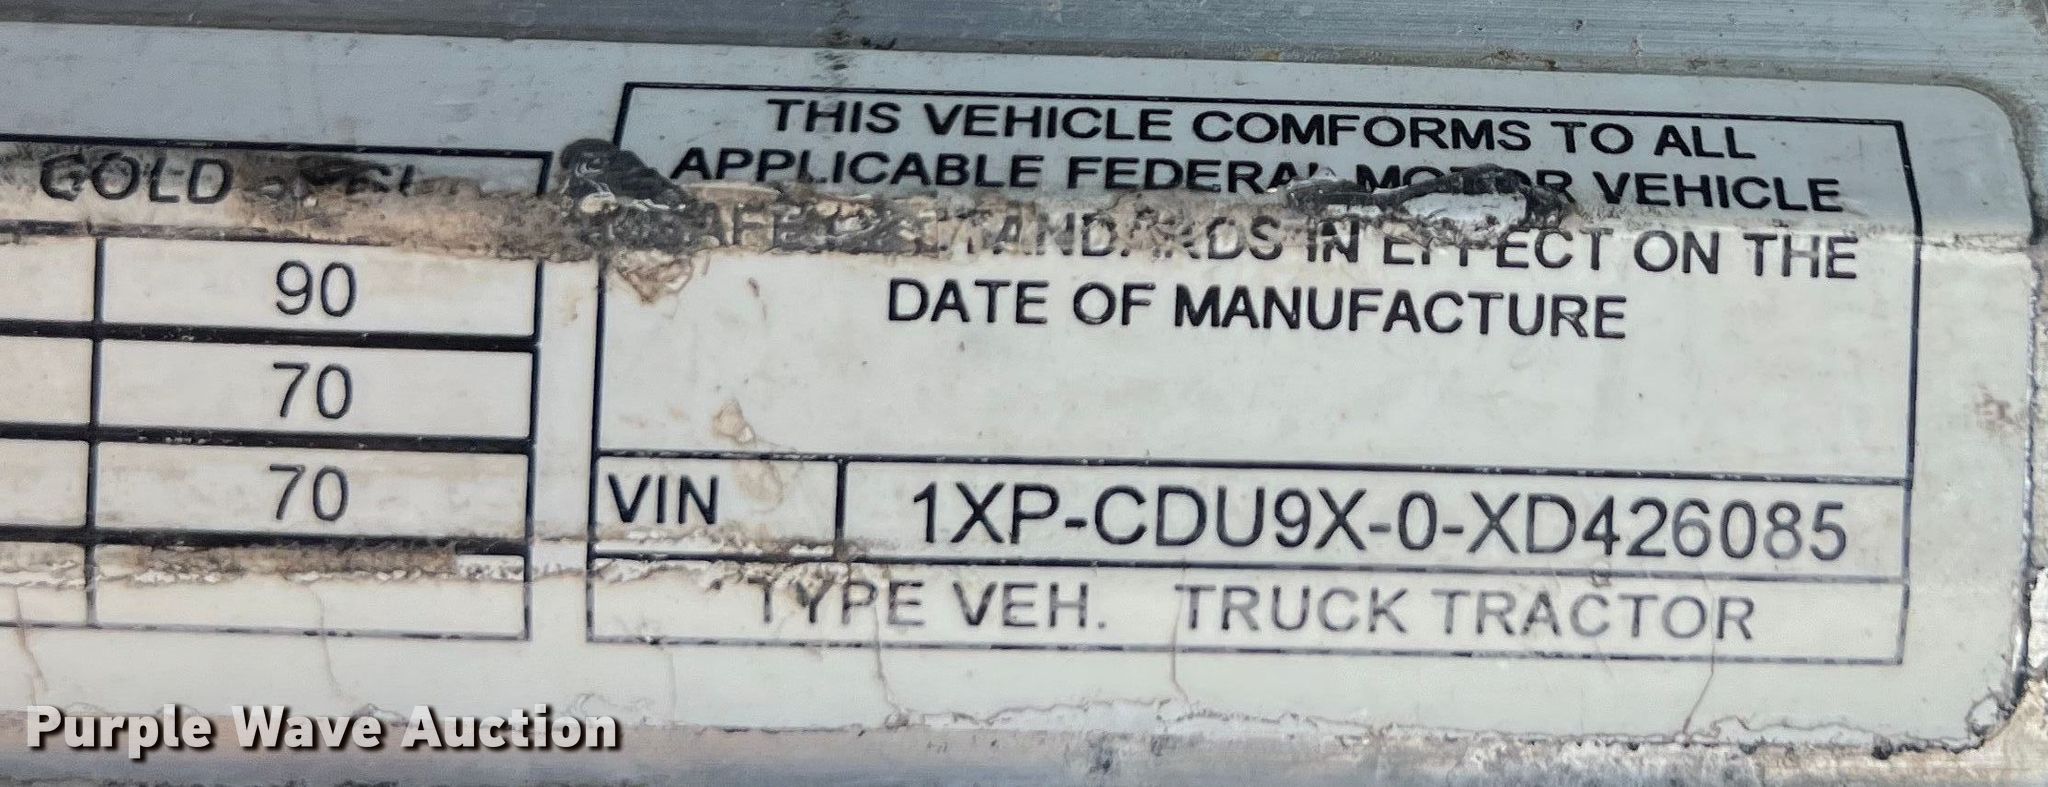 THIS VEHICLE COMFORMS TO ALL
APPLICABLE FEDERAL MOTOR VEHICLE
STANDARDS IN EFFECT ON THE
DATE OF MANUFACTURE
COLD
90
70
70
VIN 1XP-CDU9X-0-XD426085
TYPE VEH. TRUCK TRACTOR
Purple Wave Auction